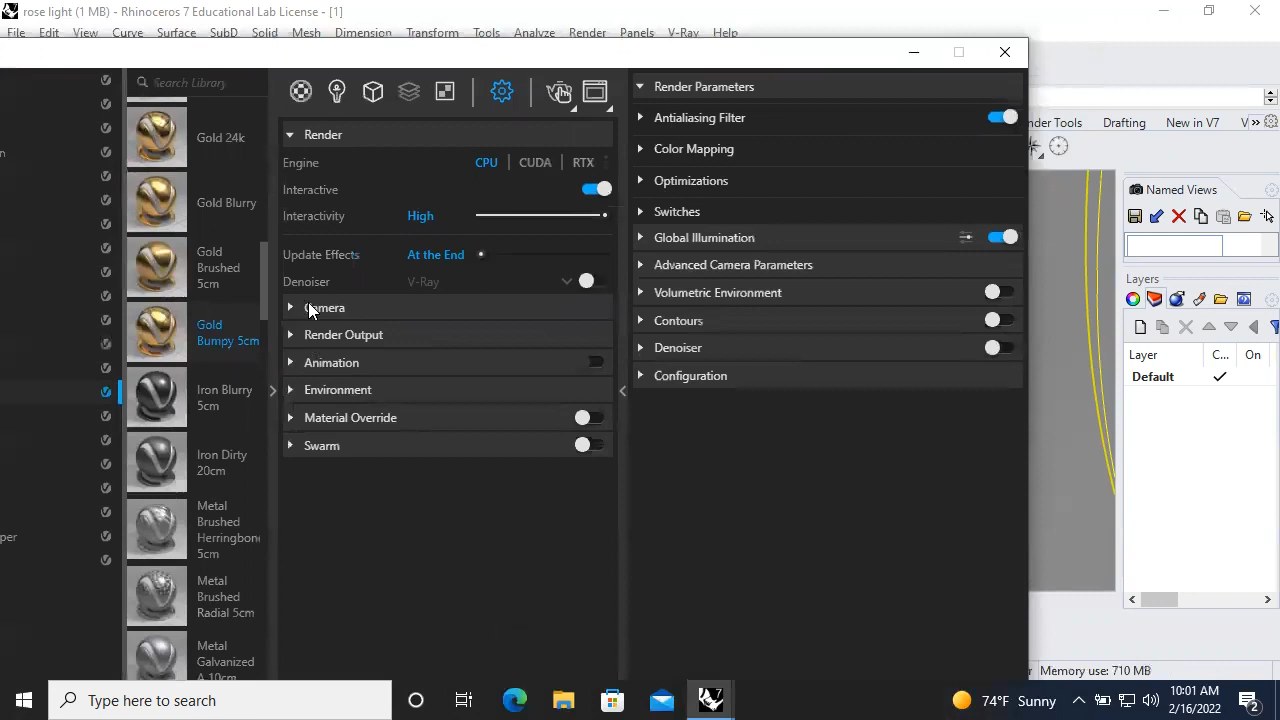 rose light (1 MB) - Rhinoceros 7 Educational Lab License - [1]
File Edit View Curve Surface SubD Solid Mesh Dimension Transform Tools Analyze Render Panels V-Ray Help
Search Library
Gold 24k
Gold Blurry
Gold
Brushed
5cm
Gold
Bumpy 5cm
Iron Blurry
5cm
Iron Dirty
20cm
Metal
Brushed
Herringbone
5cm
Metal
Brushed
Radial 5cm
Metal
Galvanized
A 10cm
n
per
Render
Engine CPU | CUDA | RTX
Interactive
Interactivity High
Update Effects At the End
Denoiser V-Ray
Camera
Render Output
Animation
Environment
Material Override
Swarm
Render Parameters
Antialiasing Filter
Color Mapping
Optimizations
Switches
Global Illumination
Advanced Camera Parameters
Volumetric Environment
Contours
Denoiser
Configuration
nder Tools Drafting New in V7 V »
Named Views
Layers
Layer C... On
Default
r Memory use: 710 MB
Type here to search
74°F Sunny
10:01 AM
2/16/2022
2